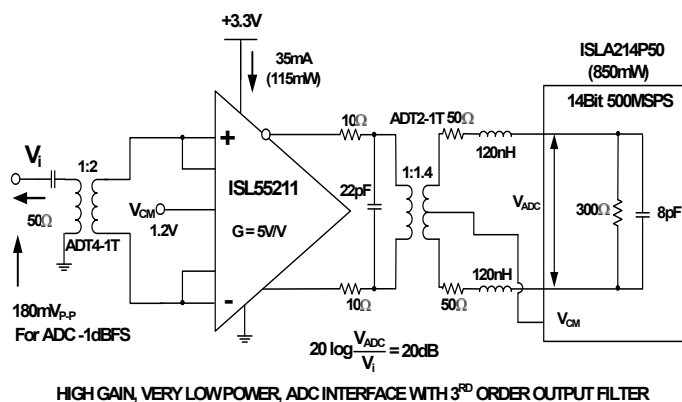 +3.3V
35mA
(115mW)
ISLA214P50
(850mW)
14Bit 500MSPS
10Ω
ADT2-1T
50Ω
120nH
Vi
1:2
+
ISL55211
1:1.4
22pF
VCM
1.2V
G = 5V/V
VADC
300Ω
8pF
50Ω
ADT4-1T
-
120nH
10Ω
50Ω
VCM
180mVP-P
For ADC -1dBFS
20 log VADC/Vi = 20dB
HIGH GAIN, VERY LOW POWER, ADC INTERFACE WITH 3RD ORDER OUTPUT FILTER